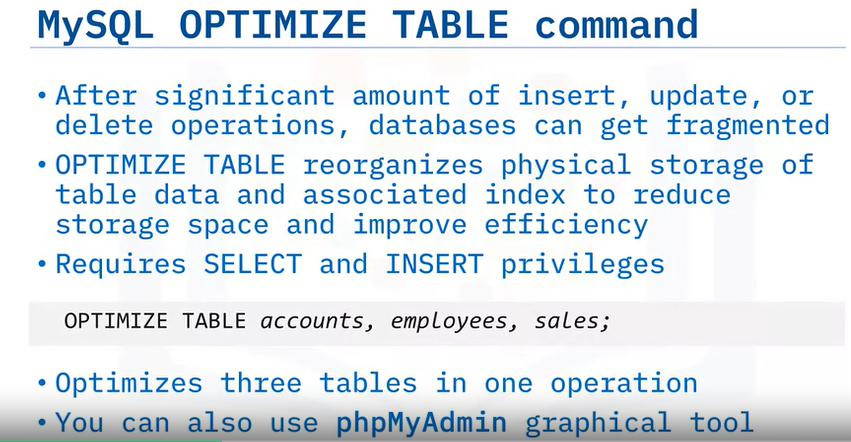 MySQL OPTIMIZE TABLE command
• After significant amount of insert, update, or
delete operations, databases can get fragmented
• OPTIMIZE TABLE reorganizes physical storage of
table data and associated index to reduce
storage space and improve efficiency
• Requires SELECT and INSERT privileges
OPTIMIZE TABLE accounts, employees, sales;
• Optimizes three tables in one operation
• You can also use phpMyAdmin graphical tool